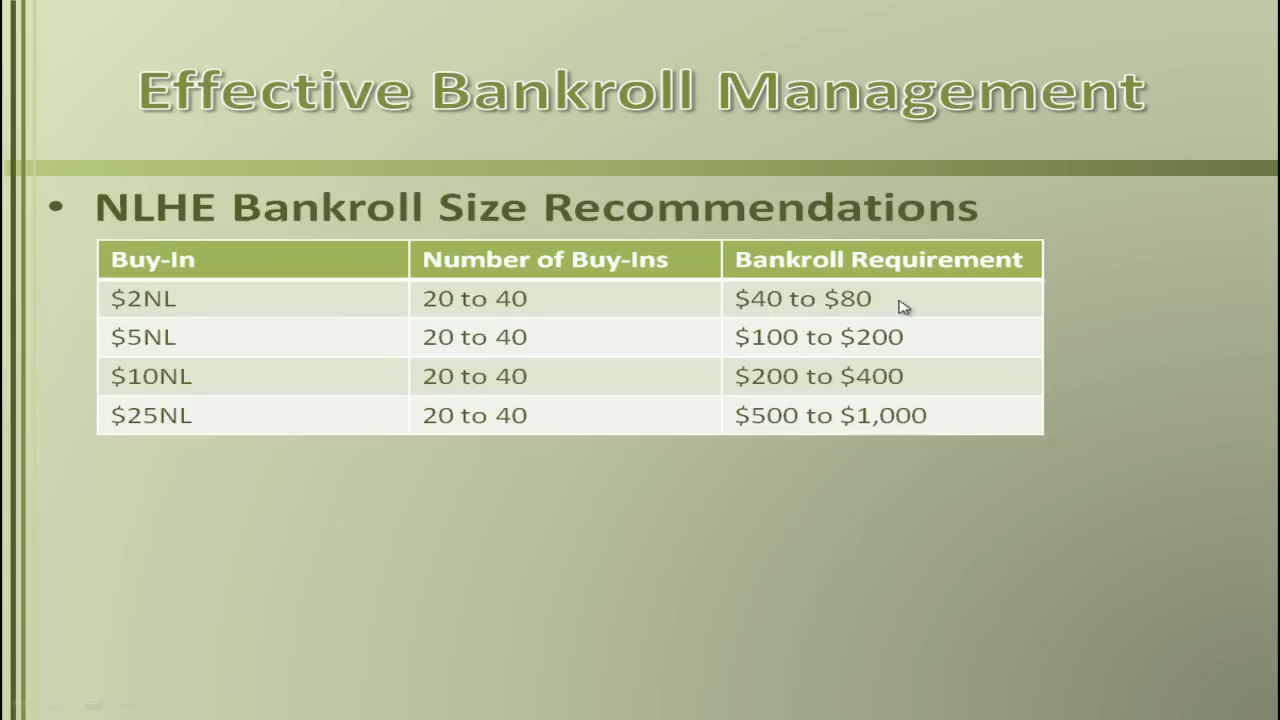 Effective Bankroll Management
• NLHE Bankroll Size Recommendations
Buy-In Number of Buy-Ins Bankroll Requirement
$2NL 20 to 40 $40 to $80
$5NL 20 to 40 $100 to $200
$10NL 20 to 40 $200 to $400
$25NL 20 to 40 $500 to $1,000